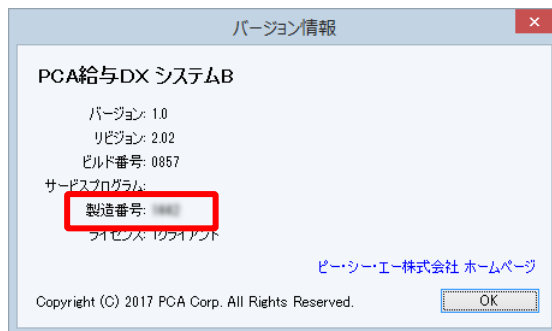 バージョン情報
PCA給与DX システムB
バージョン: 1.0
リビジョン: 2.02
ビルド番号: 0857
サービスプログラム:
製造番号:
ライセンス: 1クライアント
ピー・シー・エー株式会社 ホームページ
Copyright (C) 2017 PCA Corp. All Rights Reserved.
OK